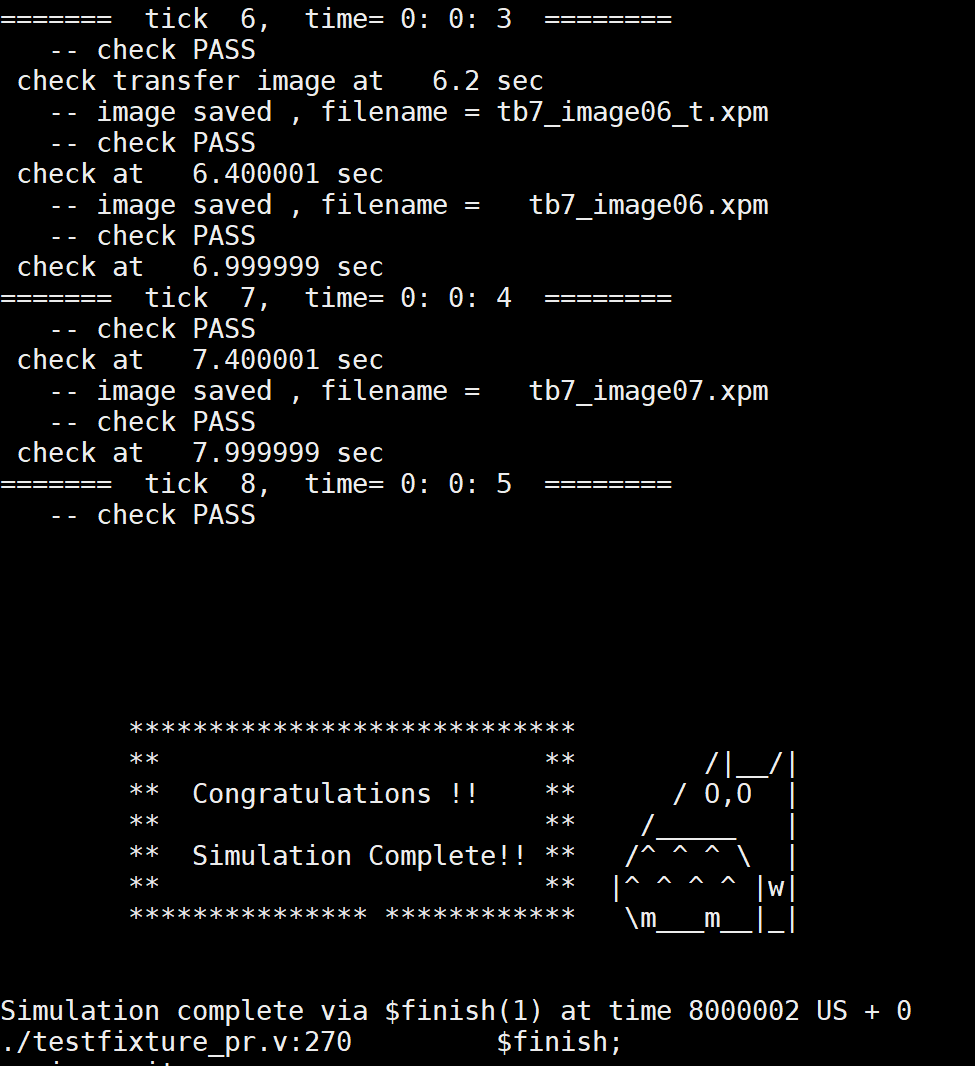 =======  tick  6,  time= 0: 0: 3  ========
   -- check PASS
 check transfer image at   6.2 sec
   -- image saved , filename = tb7_image06_t.xpm
   -- check PASS
 check at   6.400001 sec
   -- image saved , filename =   tb7_image06.xpm
   -- check PASS
 check at   6.999999 sec
=======  tick  7,  time= 0: 0: 4  ========
   -- check PASS
 check at   7.400001 sec
   -- image saved , filename =   tb7_image07.xpm
   -- check PASS
 check at   7.999999 sec
=======  tick  8,  time= 0: 0: 5  ========
   -- check PASS
        ****************************
        **                        **        /|__/|
        **  Congratulations !!    **      / O,O  |
        **                        **    /_____   |
        **  Simulation Complete!! **   /^ ^ ^ \  |
        **                        **  |^ ^ ^ ^ |w|
        *************** ************   \m___m__|_|
Simulation complete via $finish(1) at time 8000002 US + 0
./testfixture_pr.v:270         $finish;